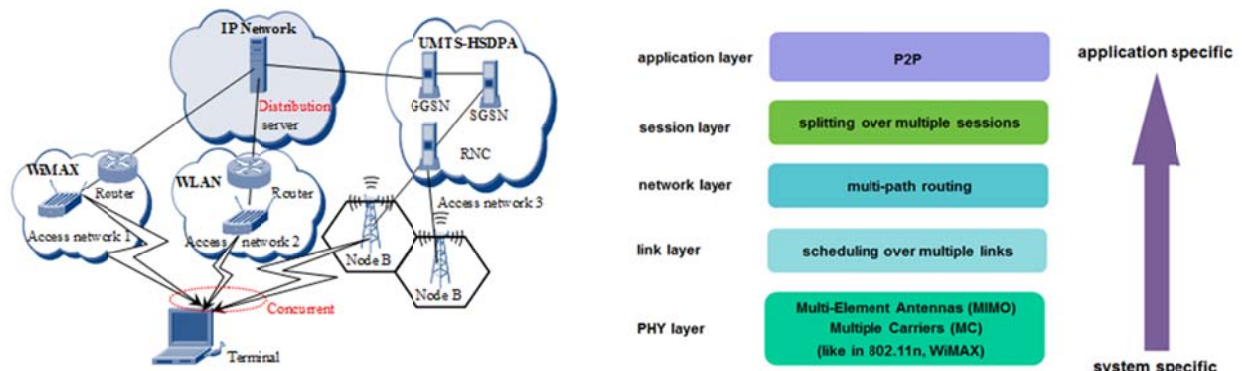 IP Network
UMTS-HSDPA
Distribution
server
GGSN
SGSN
RNC
WiMAX
Router
WLAN
Router
Access network 3
Access network 1
Access network 2
Node B
Node B
Concurrent
Terminal
application layer
P2P
application specific
session layer
splitting over multiple sessions
network layer
multi-path routing
link layer
scheduling over multiple links
PHY layer
Multi-Element Antennas (MIMO)
Multiple Carriers (MC)
(like in 802.11n, WiMAX)
system specific